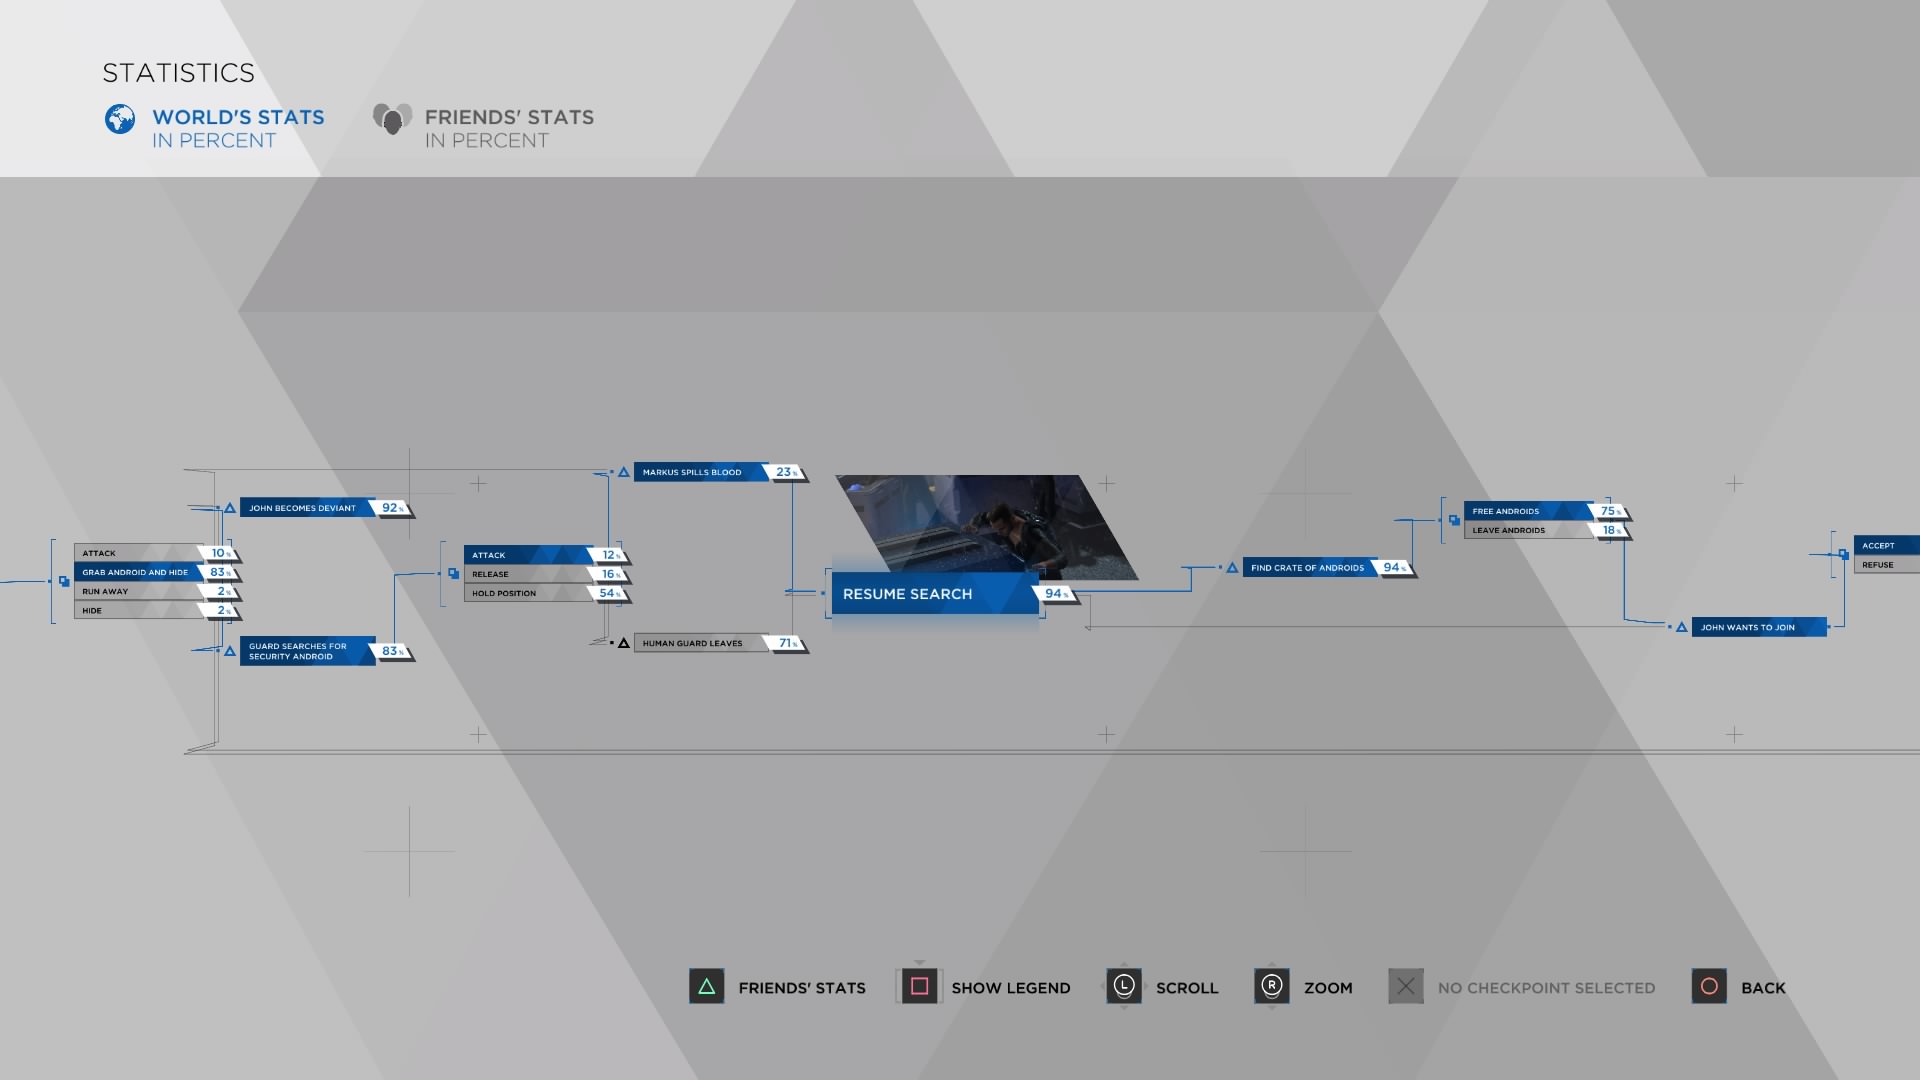 STATISTICS
WORLD'S STATS
IN PERCENT
FRIENDS' STATS
IN PERCENT
ATTACK 10%
GRAB ANDROID AND HIDE 83%
RUN AWAY 2%
HIDE 2%
JOHN BECOMES DEVIANT 92%
GUARD SEARCHES FOR
SECURITY ANDROID 83%
ATTACK 12%
RELEASE 16%
HOLD POSITION 54%
MARKUS SPILLS BLOOD 23%
HUMAN GUARD LEAVES 71%
RESUME SEARCH 94%
FIND CRATE OF ANDROIDS 94%
FREE ANDROIDS 75%
LEAVE ANDROIDS 18%
JOHN WANTS TO JOIN
ACCEPT
REFUSE
FRIENDS' STATS
SHOW LEGEND
L SCROLL
R ZOOM
NO CHECKPOINT SELECTED
BACK